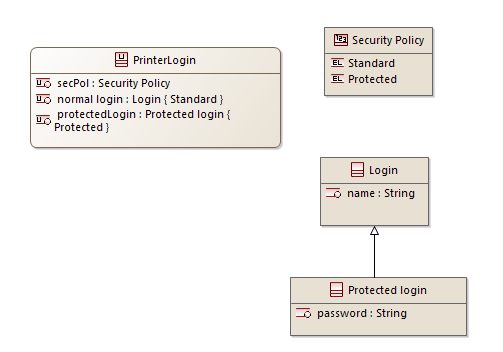 PrinterLogin
secPol : Security Policy
normal login : Login { Standard }
protectedLogin : Protected login {
Protected }
Security Policy
Standard
Protected
Login
name : String
Protected login
password : String